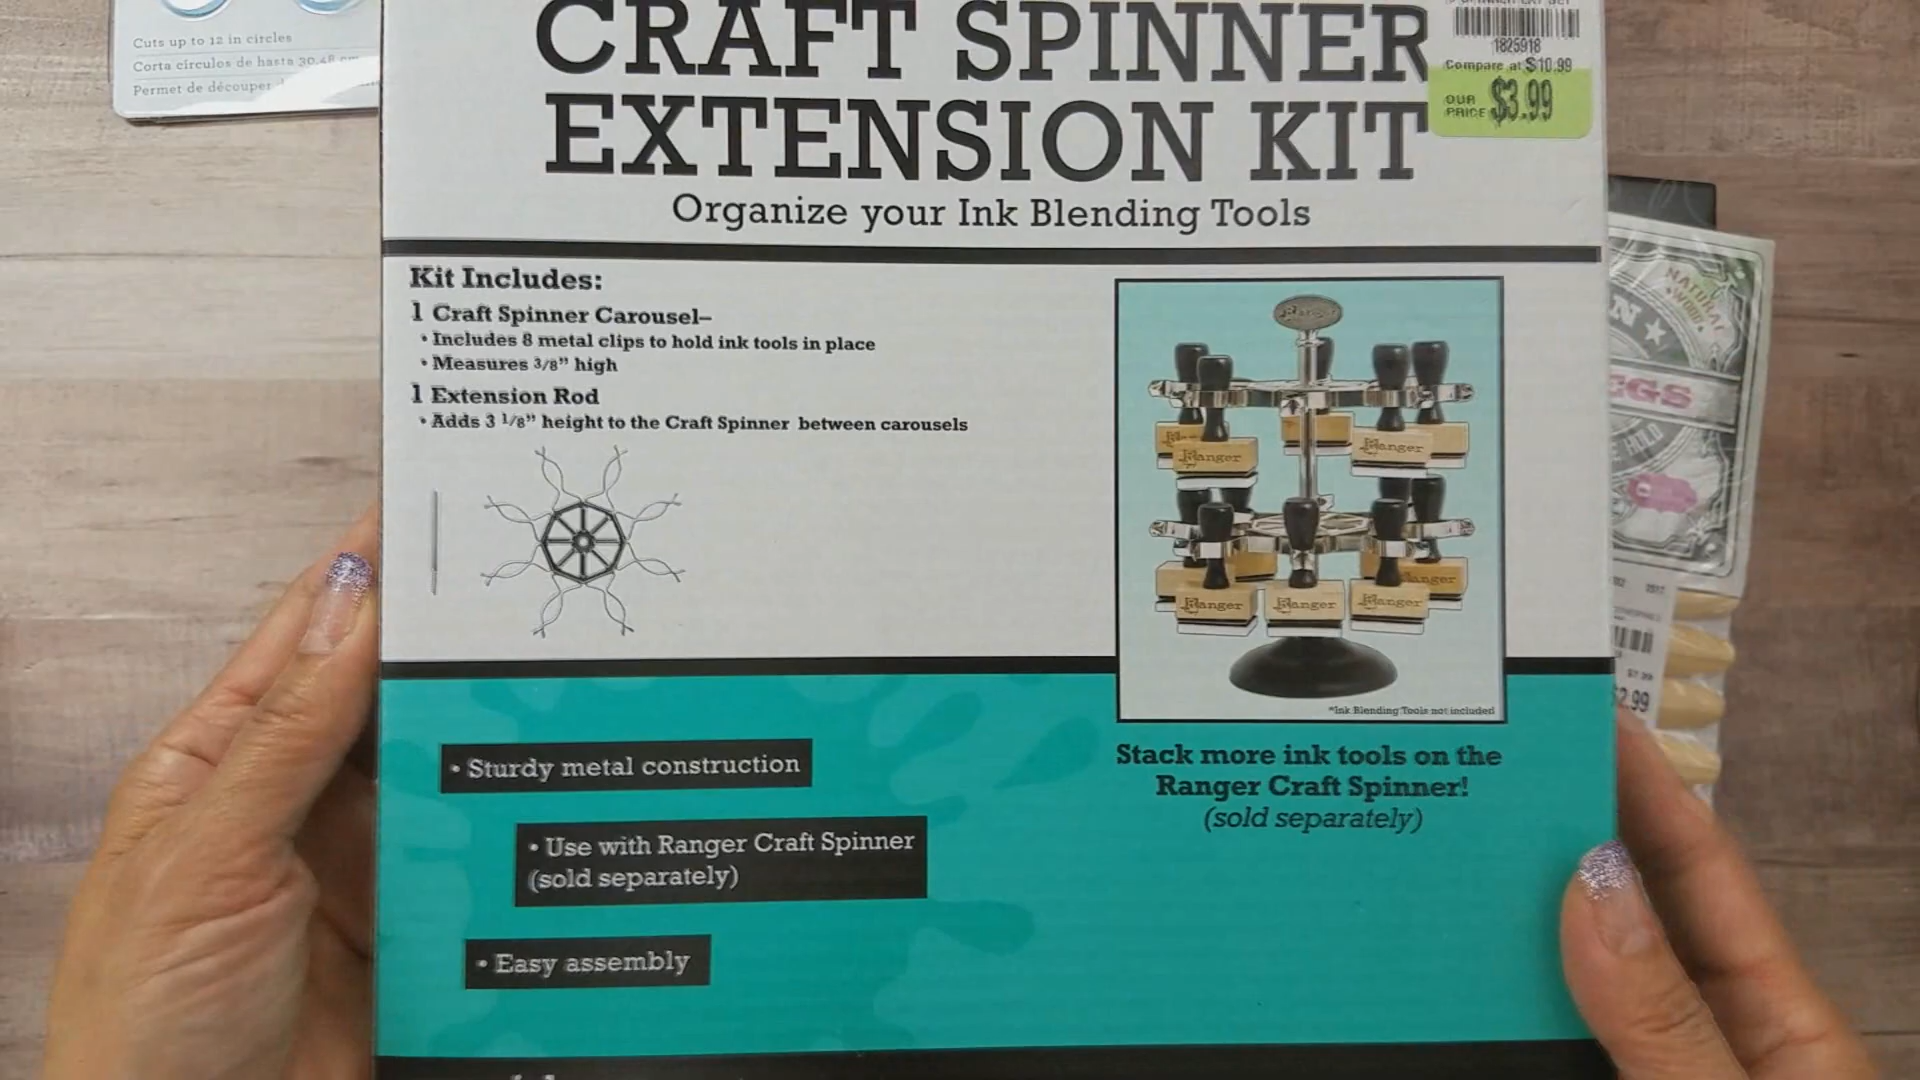 Cuts up to 12 in circles
Corta círculos de hasta 30.48 cm
Permet de découper
CRAFT SPINNER
EXTENSION KIT
Organize your Ink Blending Tools
1825918
Compare at $10.99
OUR PRICE $3.99
Kit Includes:
1 Craft Spinner Carousel–
• Includes 8 metal clips to hold ink tools in place
• Measures 3/8” high
1 Extension Rod
• Adds 3 1/8” height to the Craft Spinner between carousels
Ranger
Ranger
Ranger
Ranger
Ranger
Ranger
Ranger
*Ink Blending Tools not included
Stack more ink tools on the
Ranger Craft Spinner!
(sold separately)
• Sturdy metal construction
• Use with Ranger Craft Spinner
(sold separately)
• Easy assembly
NATURAL
WOOD
EGS
HOLD
$7.99
$2.99